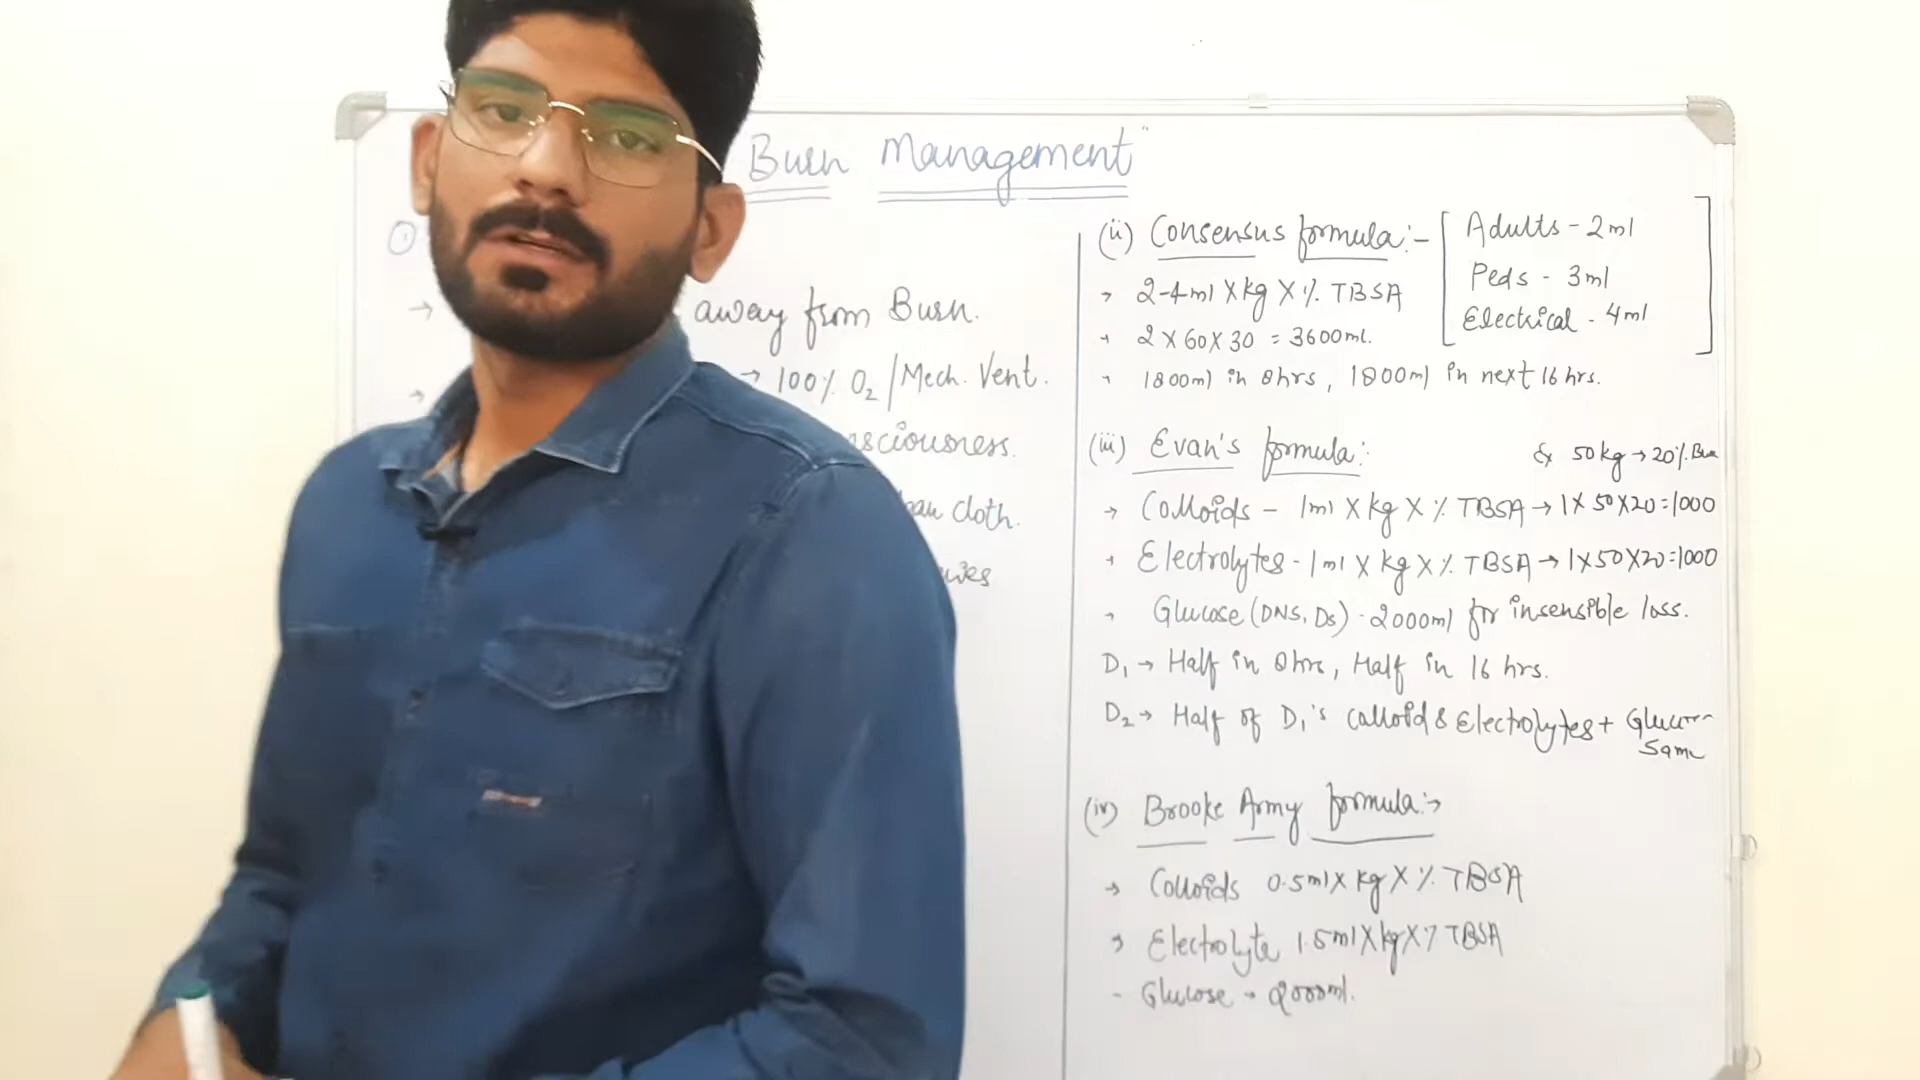 Burn Management"
①
→ away from Burn.
→ → 100% O₂ / Mech. Vent.
sciousness.
cloth.
(ii) Consensus formula:-
→ 2-4ml X kg X % TBSA
→ 2 X 60 X 30 = 3600ml.
→ 1800ml in 8hrs, 1800ml in next 16 hrs.
[ Adults - 2ml
Peds - 3ml
Electrical - 4ml ]
(iii) Evan's formula:-
Ex 50kg → 20%
→ Colloids - 1ml X kg X % TBSA → 1 X 50 X 20 = 1000
→ Electrolytes - 1ml X kg X % TBSA → 1 X 50 X 20 = 1000
→ Glucose (DNS, D5) - 2000ml for insensible loss.
D₁ → Half in 8hrs, Half in 16 hrs.
D₂ → Half of D₁'s Colloid & Electrolytes +
Same
(iv) Brooke Army formula:→
→ Colloids 0.5ml X kg X % TBSA
→ Electrolyte 1.5ml X kg X % TBSA
- Glucose → 2000ml.